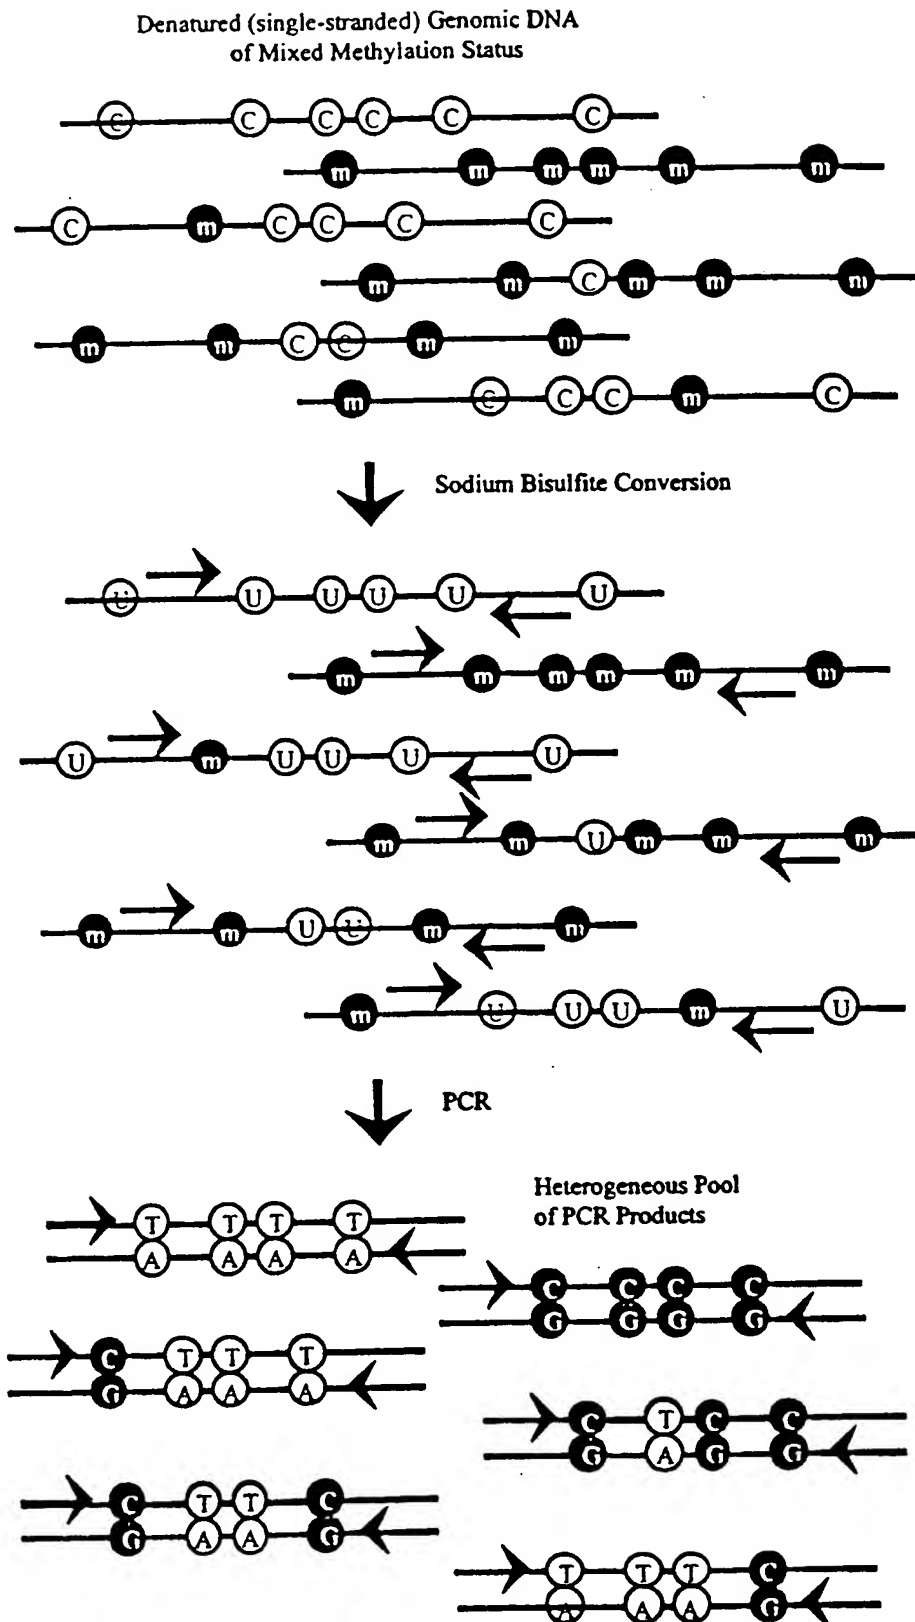 Denatured (single-stranded) Genomic DNA
of Mixed Methylation Status
C C C C C C
m m m m m m
C m C C C C
m m C m m m
m m C C m m
m C C C m C
Sodium Bisulfite Conversion
U U U U U U
m m m m m m
U m U U U U
m m U m m m
m m U U m m
m U U U m U
PCR
Heterogeneous Pool
of PCR Products
T T T T
A A A A
C C C C
G G G G
C T T T
G A A A
C T C C
G A G G
C T T C
G A A G
T T T C
A A A G